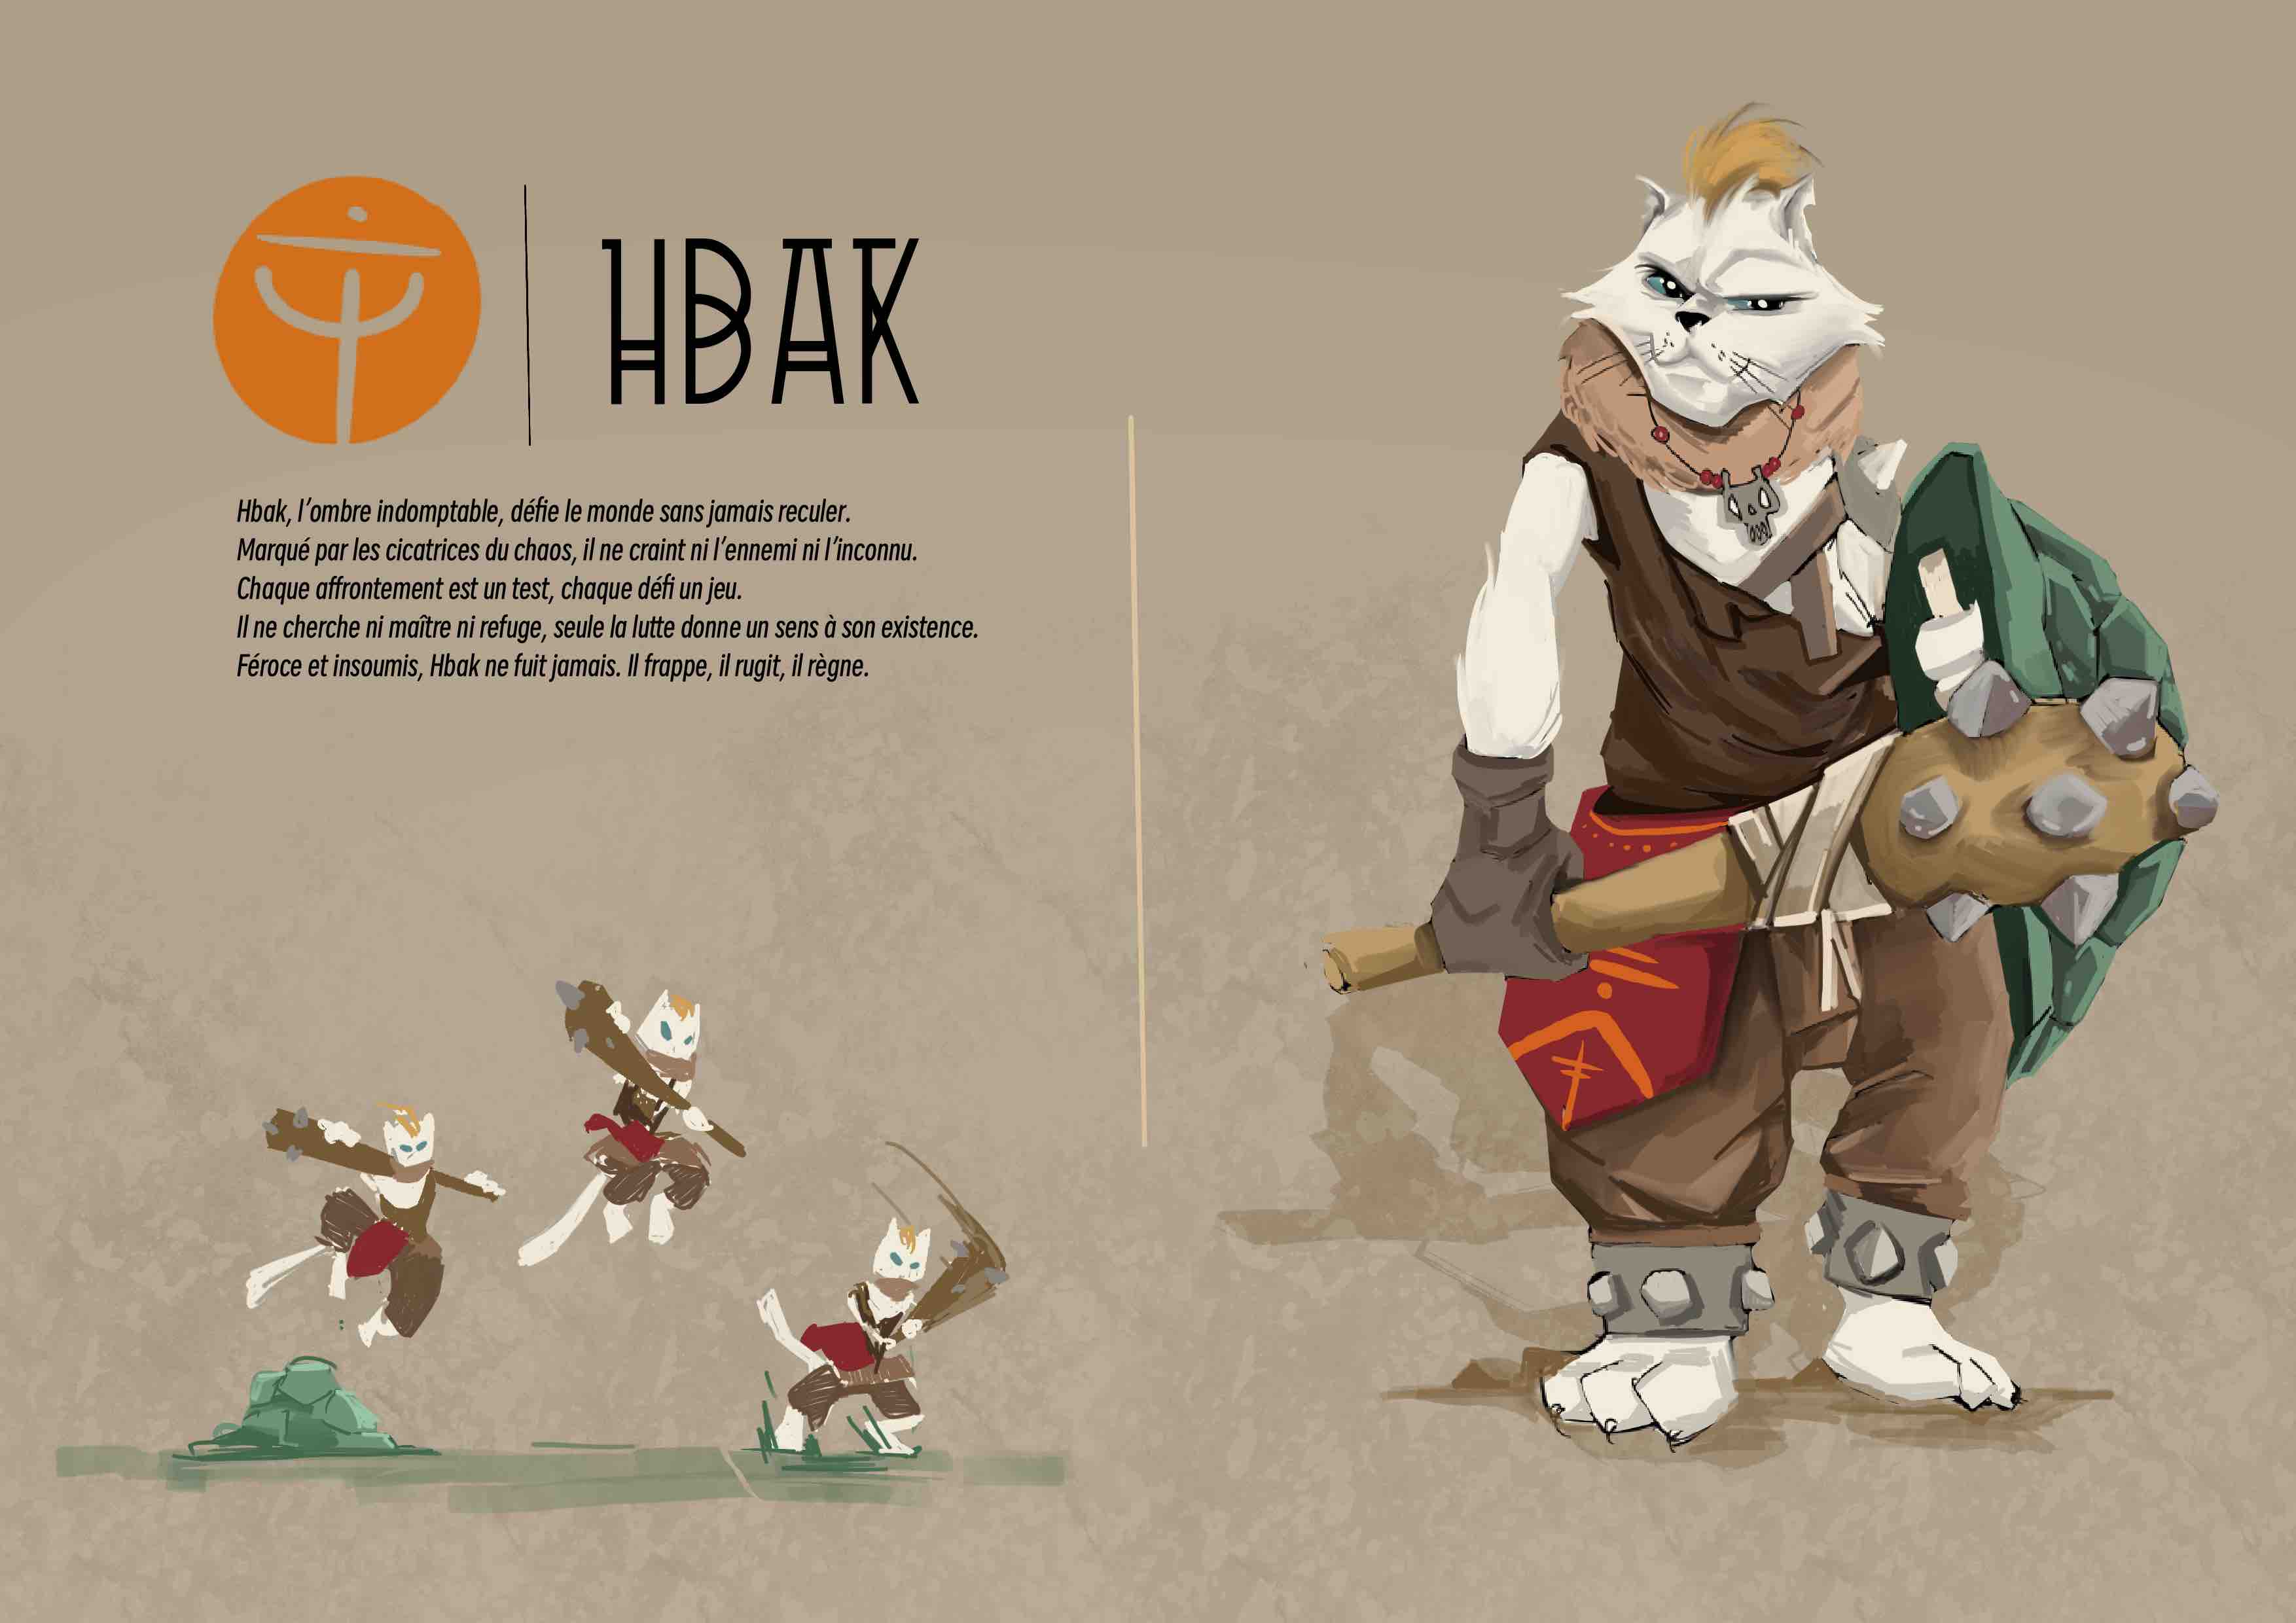 HBAK
Hbak, l'ombre indomptable, défie le monde sans jamais reculer.
Marqué par les cicatrices du chaos, il ne craint ni l'ennemi ni l'inconnu.
Chaque affrontement est un test, chaque défi un jeu.
Il ne cherche ni maître ni refuge, seule la lutte donne un sens à son existence.
Féroce et insoumis, Hbak ne fuit jamais. Il frappe, il rugit, il règne.